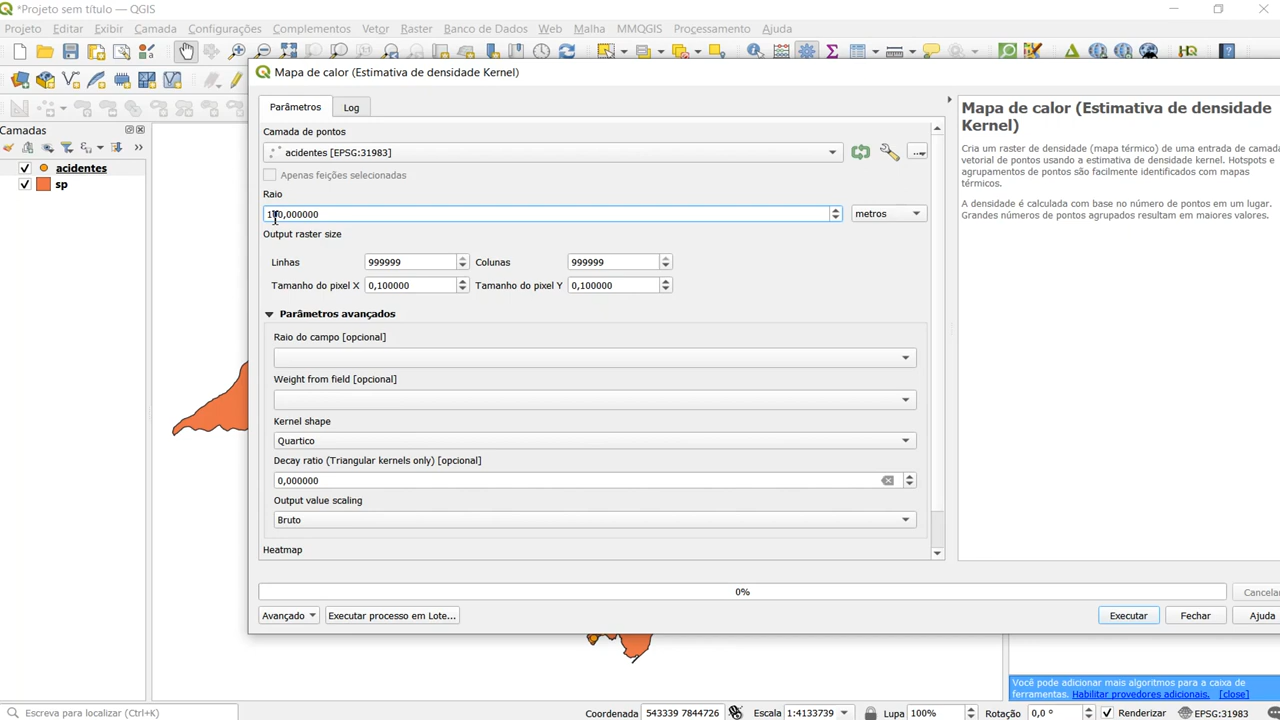 *Projeto sem título — QGIS
Projeto Editar Exibir Camada Configurações Complementos Vetor Raster Banco de Dados Web Malha MMQGIS Processamento Ajuda
Mapa de calor (Estimativa de densidade Kernel)
Parâmetros Log
Camada de pontos
acidentes [EPSG:31983]
Apenas feições selecionadas
Raio
metros
Output raster size
Linhas 999999 Colunas 999999
Tamanho do pixel X 0,100000 Tamanho do pixel Y 0,100000
Parâmetros avançados
Raio do campo [opcional]
Weight from field [opcional]
Kernel shape
Quartico
Decay ratio (Triangular kernels only) [opcional]
0,000000
Output value scaling
Bruto
Heatmap
0%
Cancelar
Avançado Executar processo em Lote... Executar Fechar Ajuda
Mapa de calor (Estimativa de densidade
Kernel)
Cria um raster de densidade (mapa térmico) de uma entrada de camada
vetorial de pontos usando a estimativa de densidade kernel. Hotspots e
agrupamentos de pontos são facilmente identificados com mapas
térmicos.
A densidade é calculada com base no número de pontos em um lugar.
Grandes números de pontos agrupados resultam em maiores valores.
Camadas
acidentes
sp
Você pode adicionar mais algoritmos para a caixa de
ferramentas. Habilitar provedores adicionais. [close]
Escreva para localizar (Ctrl+K) Coordenada 543339 7844726 Escala 1:4133739 Lupa 100% Rotação 0,0 ° Renderizar EPSG:31983